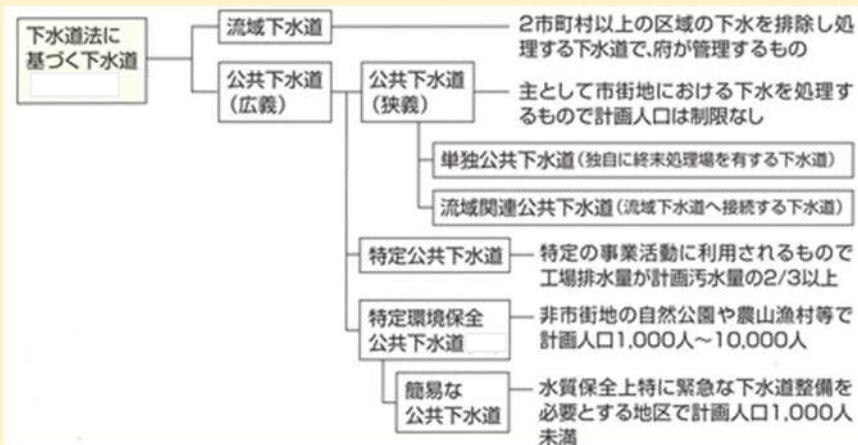 下水道法に
基づく下水道
流域下水道
2市町村以上の区域の下水を排除し処
理する下水道で、府が管理するもの
公共下水道
(広義)
公共下水道
(狭義)
主として市街地における下水を処理す
るもので計画人口は制限なし
単独公共下水道(独自に終末処理場を有する下水道)
流域関連公共下水道(流域下水道へ接続する下水道)
特定公共下水道
特定の事業活動に利用されるもので
工場排水量が計画汚水量の2/3以上
特定環境保全
公共下水道
非市街地の自然公園や農山漁村等で
計画人口1,000人～10,000人
簡易な
公共下水道
水質保全上特に緊急な下水道整備を
必要とする地区で計画人口1,000人
未満